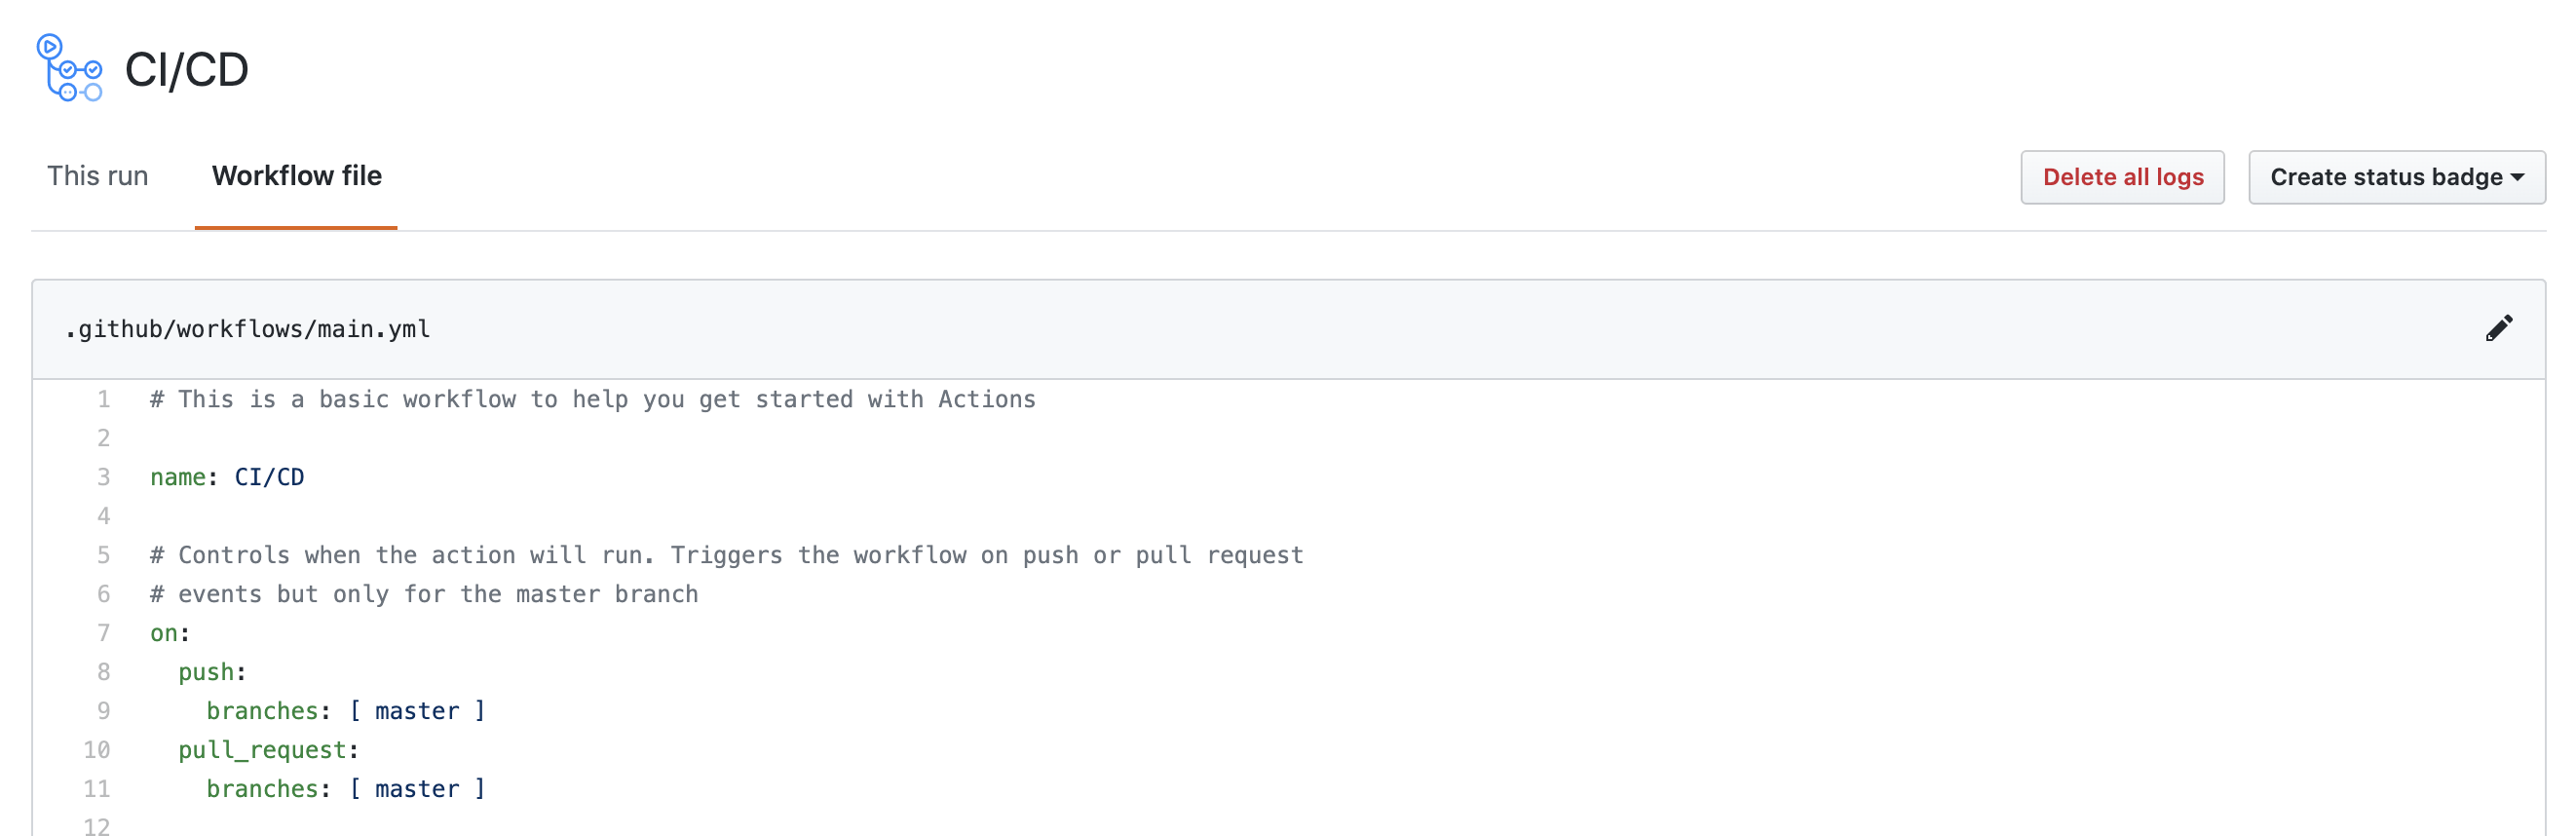 CI/CD
This run
Workflow file
Delete all logs
Create status badge
.github/workflows/main.yml
1 # This is a basic workflow to help you get started with Actions
2
3 name: CI/CD
4
5 # Controls when the action will run. Triggers the workflow on push or pull request
6 # events but only for the master branch
7 on:
8   push:
9     branches: [ master ]
10   pull_request:
11     branches: [ master ]
12